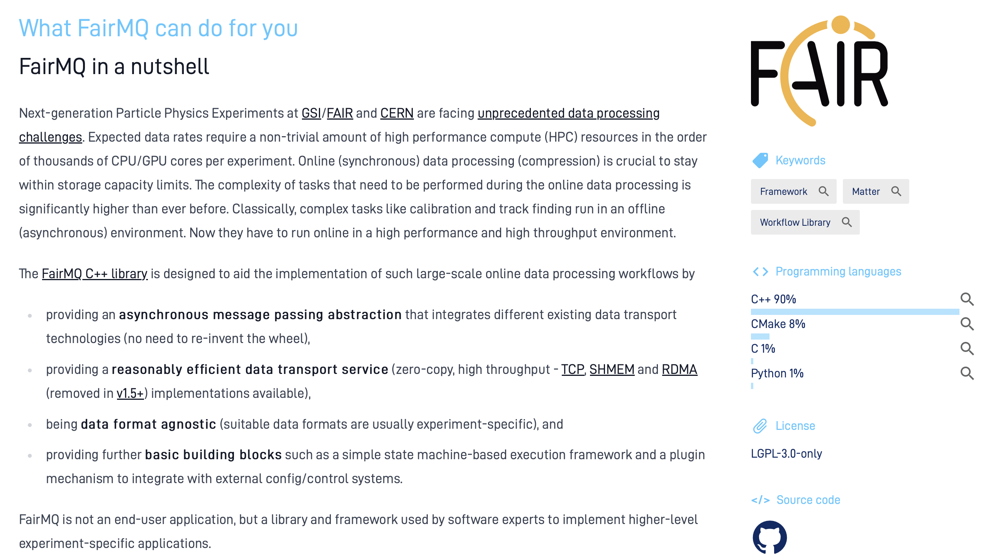 What FairMQ can do for you
FairMQ in a nutshell
Next-generation Particle Physics Experiments at GSI/FAIR and CERN are facing unprecedented data processing
challenges. Expected data rates require a non-trivial amount of high performance compute (HPC) resources in the order
of thousands of CPU/GPU cores per experiment. Online (synchronous) data processing (compression) is crucial to stay
within storage capacity limits. The complexity of tasks that need to be performed during the online data processing is
significantly higher than ever before. Classically, complex tasks like calibration and track finding run in an offline
(asynchronous) environment. Now they have to run online in a high performance and high throughput environment.
The FairMQ C++ library is designed to aid the implementation of such large-scale online data processing workflows by
providing an asynchronous message passing abstraction that integrates different existing data transport
technologies (no need to re-invent the wheel),
providing a reasonably efficient data transport service (zero-copy, high throughput - TCP, SHMEM and RDMA
(removed in v1.5+) implementations available),
being data format agnostic (suitable data formats are usually experiment-specific), and
providing further basic building blocks such as a simple state machine-based execution framework and a plugin
mechanism to integrate with external config/control systems.
FairMQ is not an end-user application, but a library and framework used by software experts to implement higher-level
experiment-specific applications.
FAIR
Keywords
Framework
Matter
Workflow Library
Programming languages
C++ 90%
CMake 8%
C 1%
Python 1%
License
LGPL-3.0-only
</> Source code